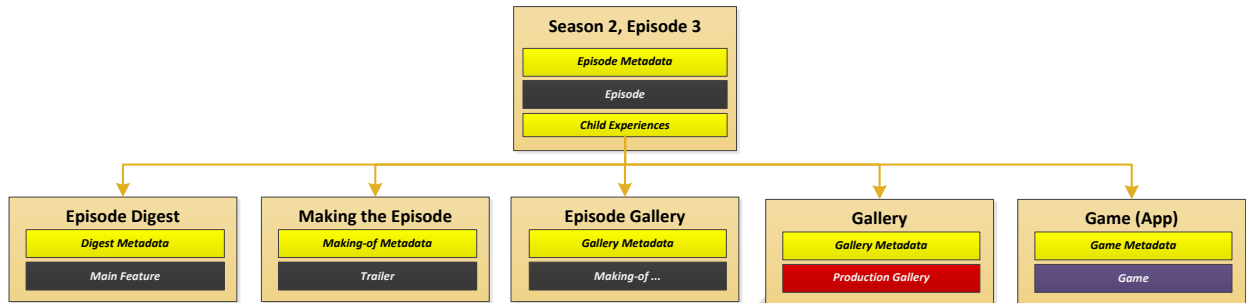 Season 2, Episode 3
Episode Metadata
Episode
Child Experiences
Episode Digest
Digest Metadata
Main Feature
Making the Episode
Making-of Metadata
Trailer
Episode Gallery
Gallery Metadata
Making-of ...
Gallery
Gallery Metadata
Production Gallery
Game (App)
Game Metadata
Game